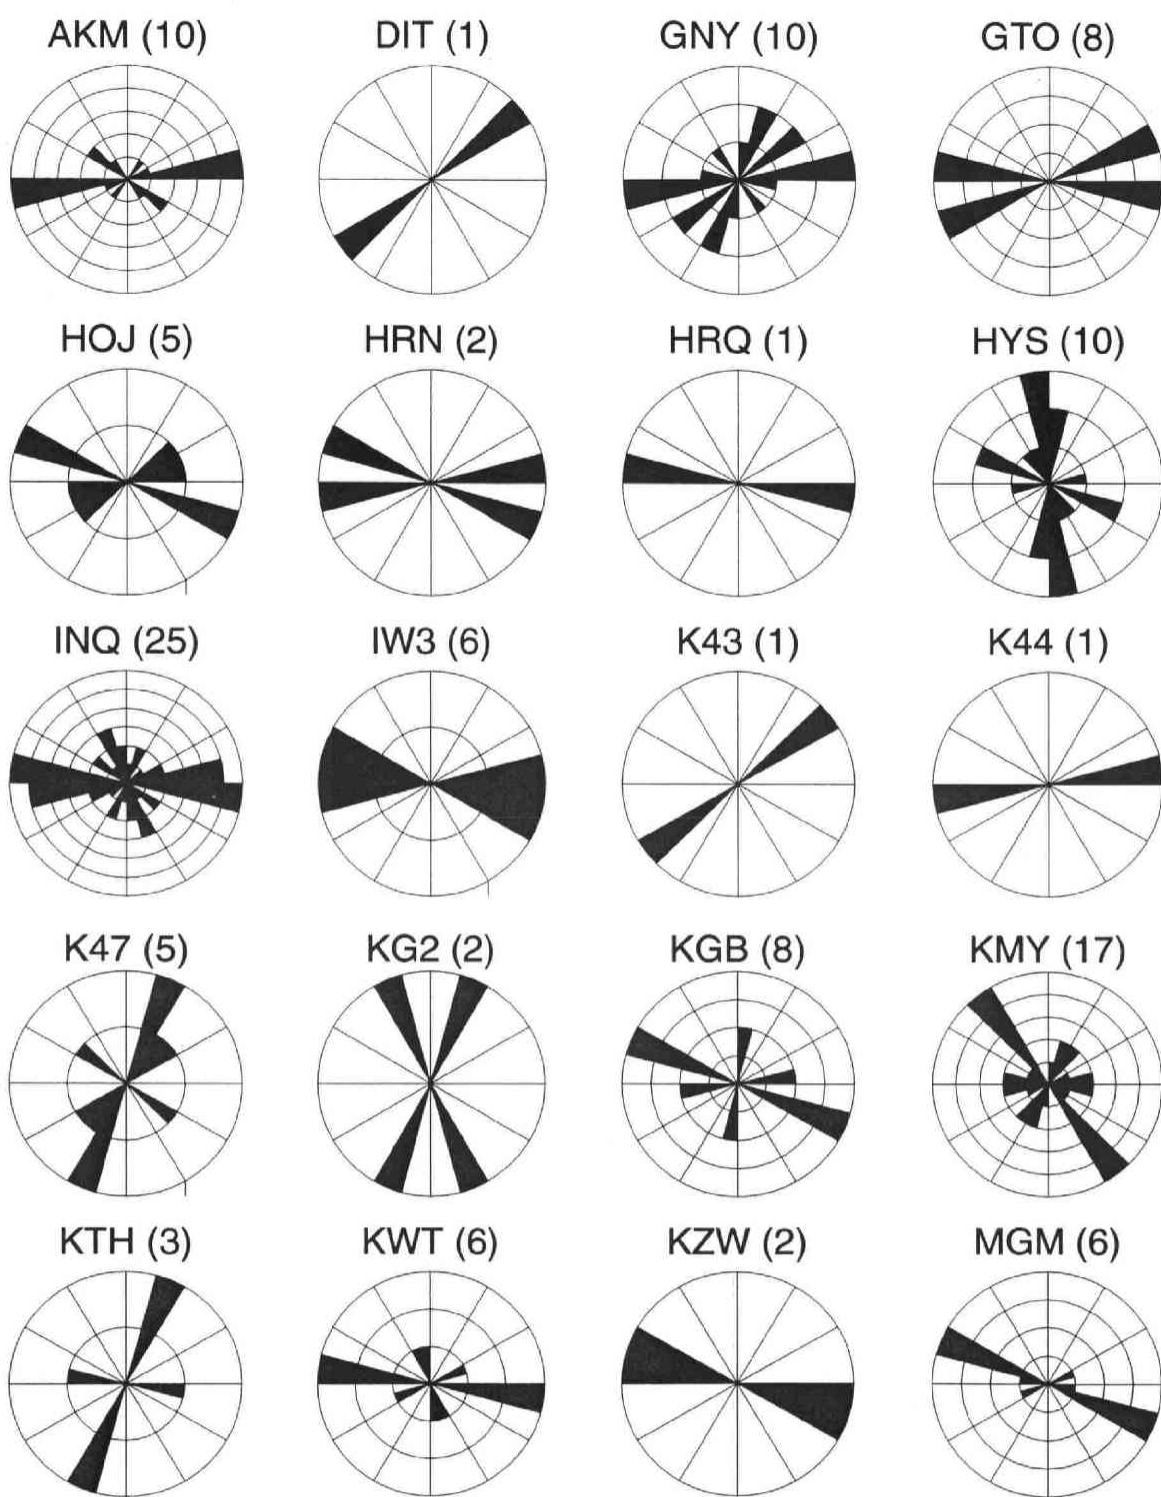 AKM (10) DIT (1) GNY (10) GTO (8)
HOJ (5) HRN (2) HRQ (1) HYS (10)
INQ (25) IW3 (6) K43 (1) K44 (1)
K47 (5) KG2 (2) KGB (8) KMY (17)
KTH (3) KWT (6) KZW (2) MGM (6)